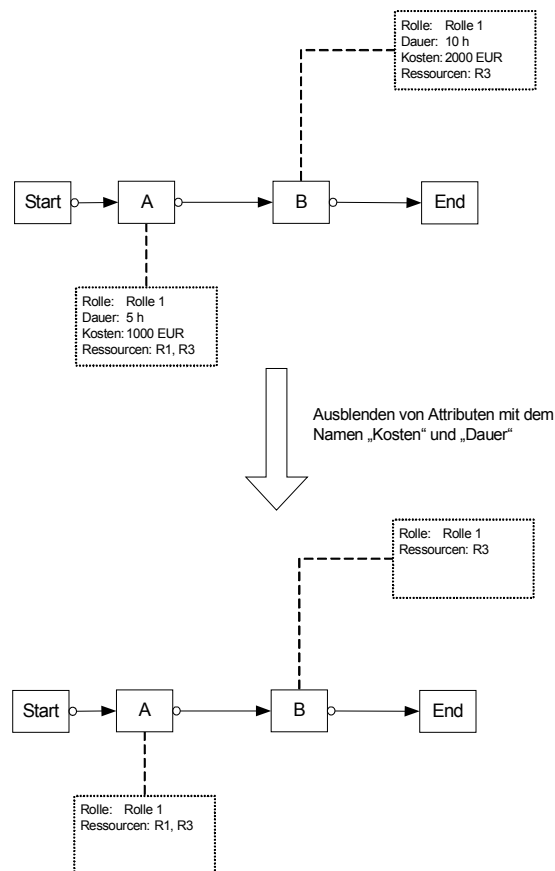 Rolle: Rolle 1
Dauer: 10 h
Kosten: 2000 EUR
Ressourcen: R3
Start
A
B
End
Rolle: Rolle 1
Dauer: 5 h
Kosten: 1000 EUR
Ressourcen: R1, R3
Ausblenden von Attributen mit dem
Namen „Kosten“ und „Dauer“
Rolle: Rolle 1
Ressourcen: R3
Start
A
B
End
Rolle: Rolle 1
Ressourcen: R1, R3